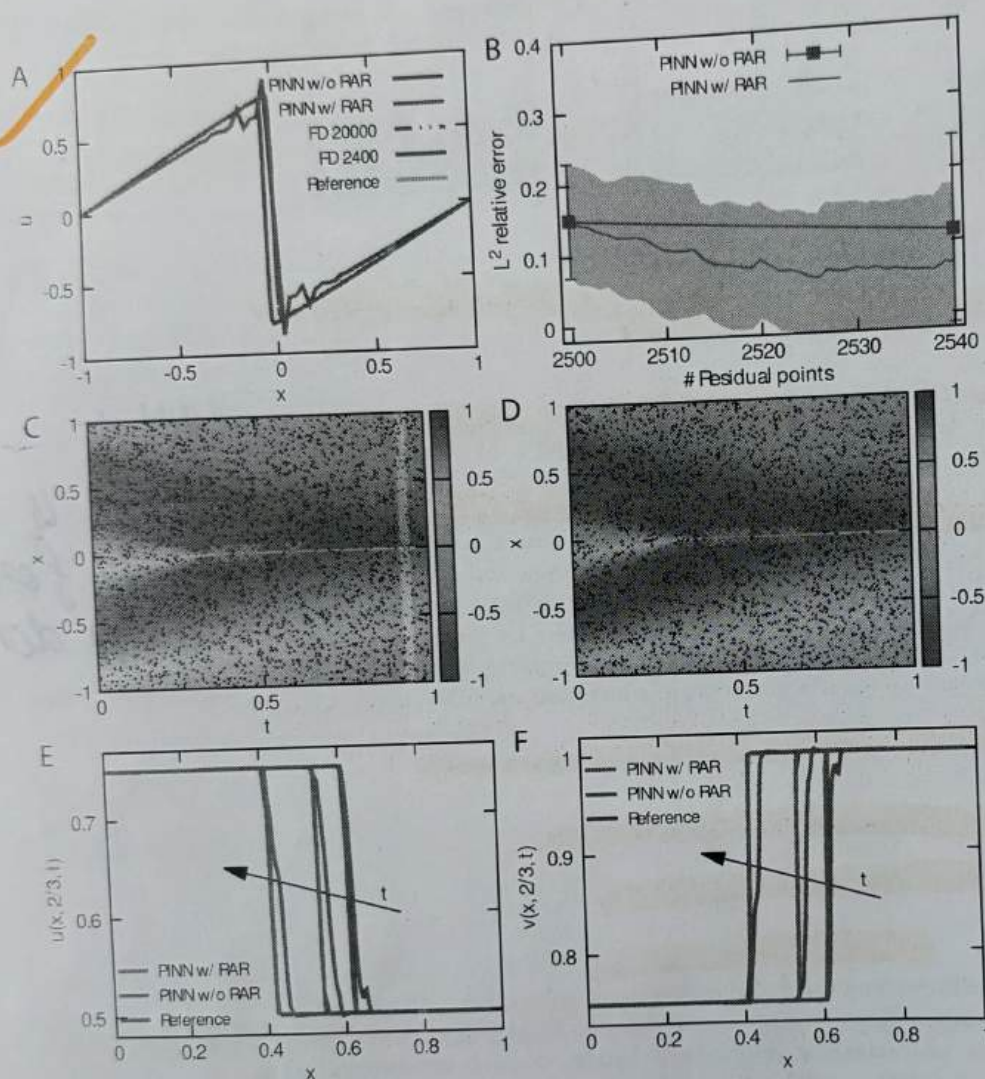 A
1
0.5
0
-0.5
-1
u
-1
-0.5
0
0.5
1
x
PINN w/o RAR
PINN w/ RAR
FD 20000
FD 2400
Reference
B
0.4
0.3
0.2
0.1
0
L² relative error
2500
2510
2520
2530
2540
# Residual points
PINN w/o RAR
PINN w/ RAR
C
1
0.5
0
-0.5
-1
x
0
0.5
1
t
1
0.5
0
-0.5
-1
D
1
0.5
0
-0.5
-1
x
0
0.5
1
t
1
0.5
0
-0.5
-1
E
0.7
0.6
0.5
u(x,2/3,t)
t
PINN w/ RAR
PINN w/o RAR
Reference
0
0.2
0.4
0.6
0.8
1
x
F
1
0.9
0.8
v(x,2/3,t)
PINN w/ RAR
PINN w/o RAR
Reference
t
0
0.2
0.4
0.6
0.8
1
x